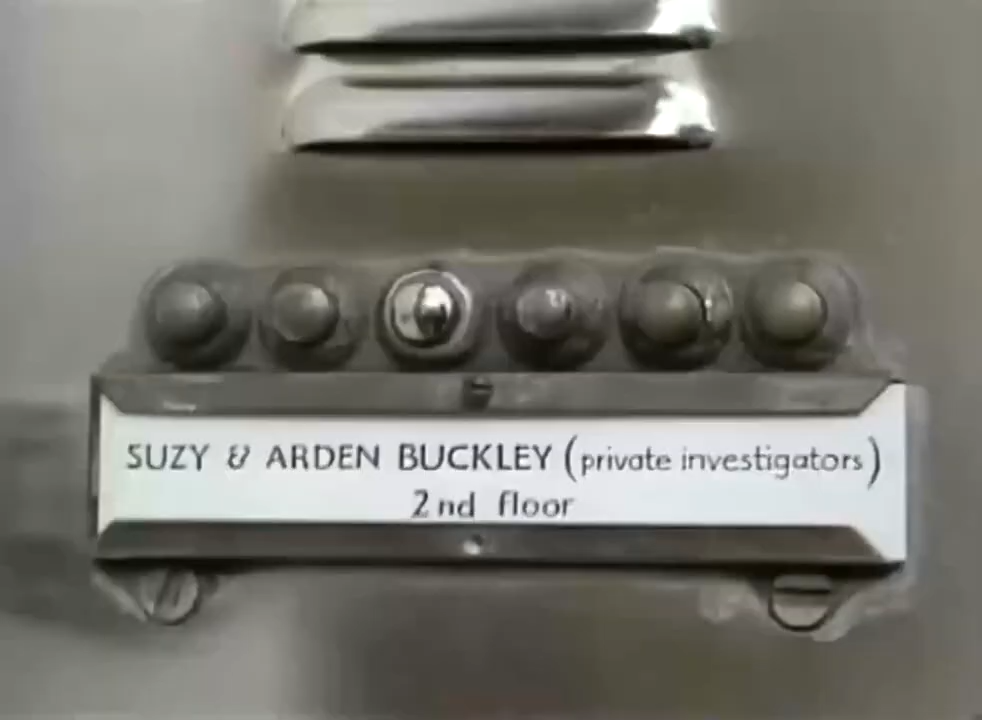 SUZY & ARDEN BUCKLEY (private investigators)
2nd floor